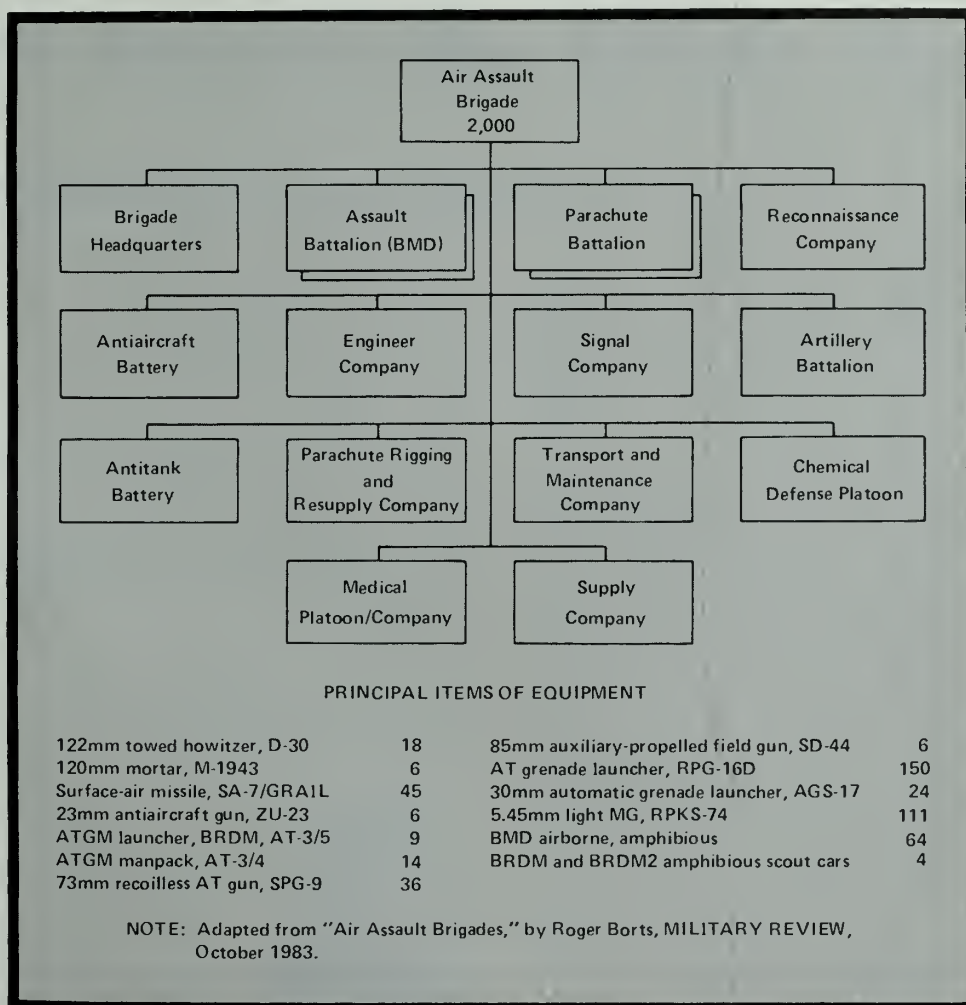 Air Assault
Brigade
2,000
Brigade
Headquarters
Assault
Battalion (BMD)
Parachute
Battalion
Reconnaissance
Company
Antiaircraft
Battery
Engineer
Company
Signal
Company
Artillery
Battalion
Antitank
Battery
Parachute Rigging
and
Resupply Company
Transport and
Maintenance
Company
Chemical
Defense Platoon
Medical
Platoon/Company
Supply
Company
PRINCIPAL ITEMS OF EQUIPMENT
122mm towed howitzer, D-30 18
120mm mortar, M-1943 6
Surface-air missile, SA-7/GRAIL 45
23mm antiaircraft gun, ZU-23 6
ATGM launcher, BRDM, AT-3/5 9
ATGM manpack, AT-3/4 14
73mm recoilless AT gun, SPG-9 36
85mm auxiliary-propelled field gun, SD-44 6
AT grenade launcher, RPG-16D 150
30mm automatic grenade launcher, AGS-17 24
5.45mm light MG, RPKS-74 111
BMD airborne, amphibious 64
BRDM and BRDM2 amphibious scout cars 4
NOTE: Adapted from "Air Assault Brigades," by Roger Borts, MILITARY REVIEW,
October 1983.